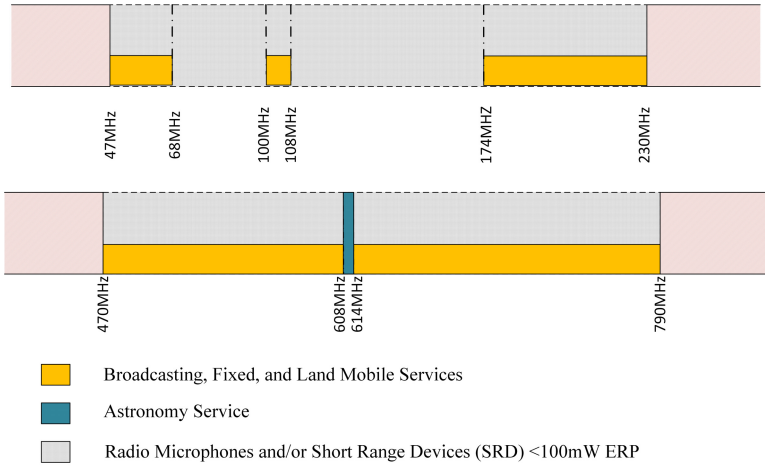 47MHz
68MHz
100MHz
108MHz
174MHZ
230MHz
470MHz
608MHz
614MHz
790MHz
Broadcasting, Fixed, and Land Mobile Services
Astronomy Service
Radio Microphones and/or Short Range Devices (SRD) <100mW ERP